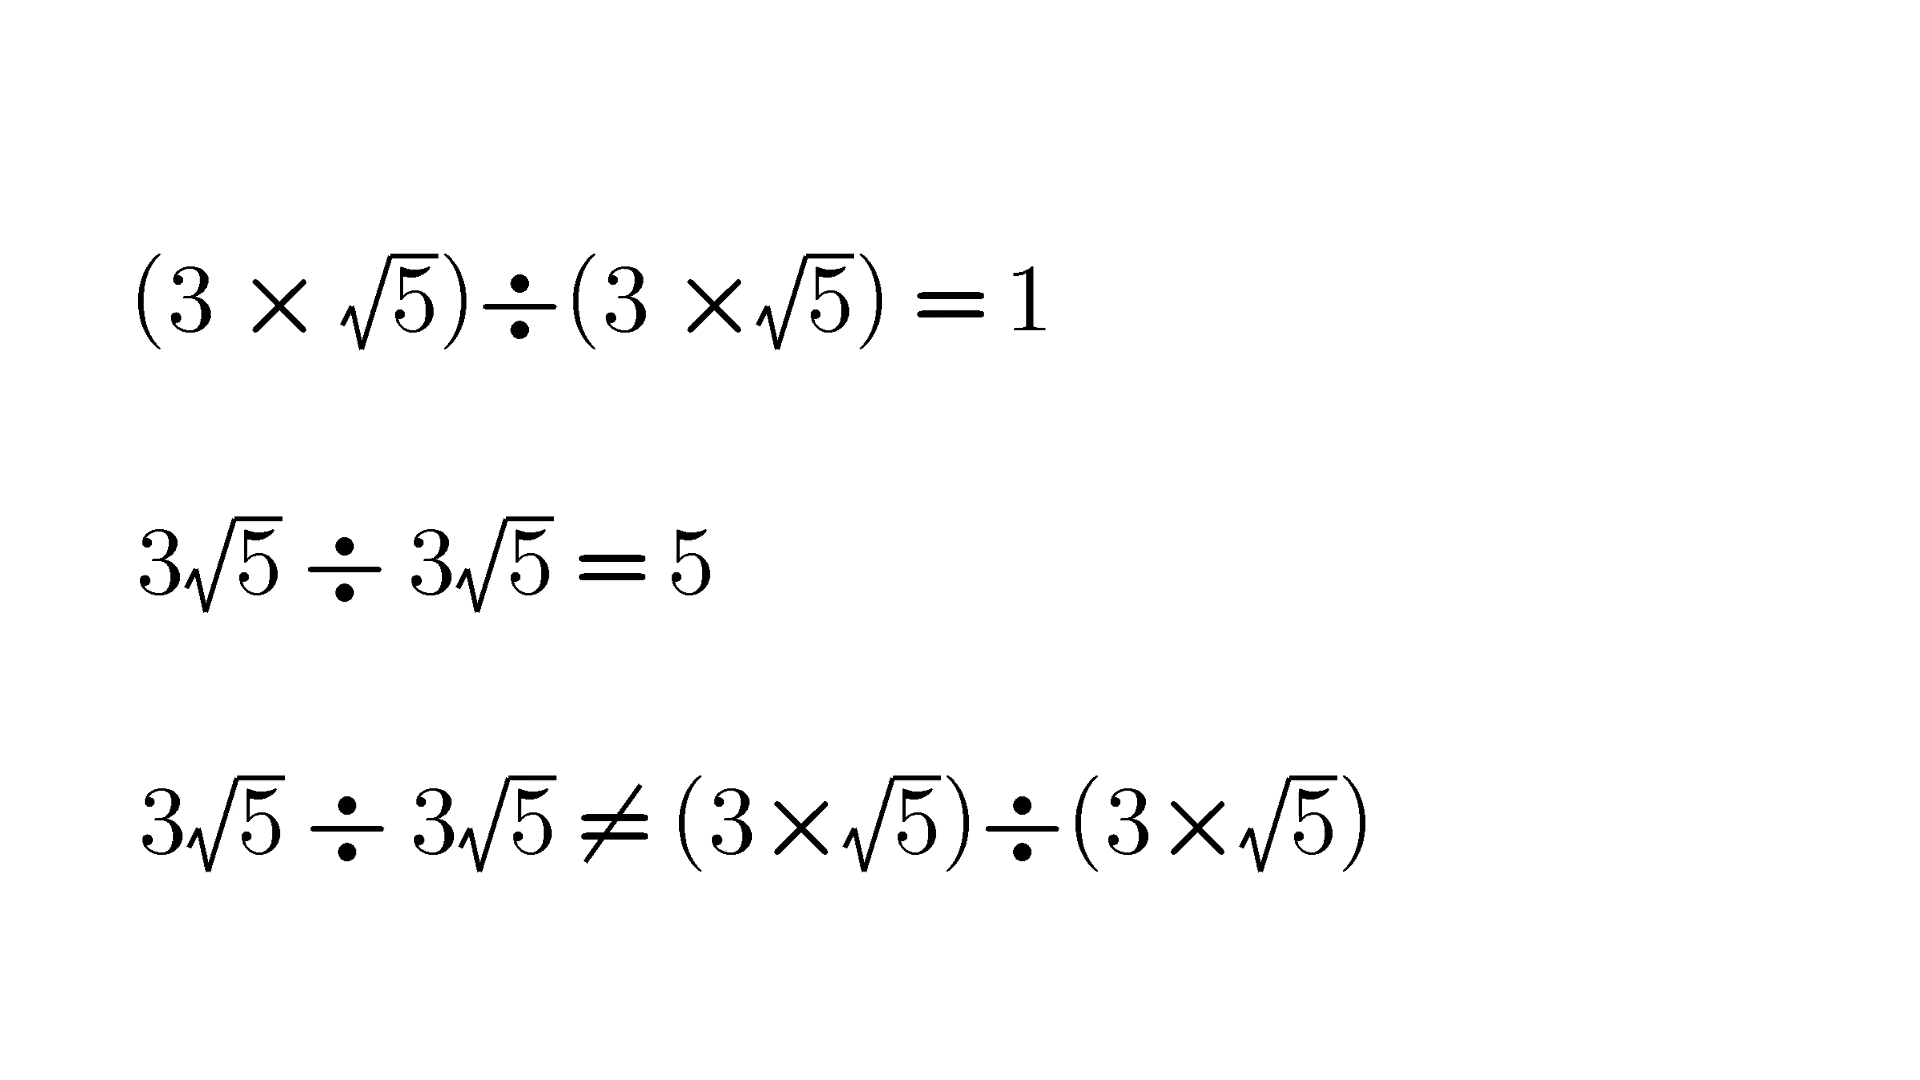 (3 × √5) ÷ (3 × √5) = 1
3√5 ÷ 3√5 = 5
3√5 ÷ 3√5 ≠ (3 × √5) ÷ (3 × √5)